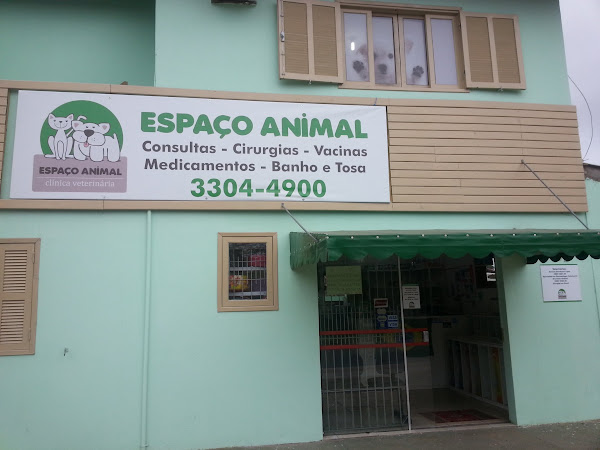 ESPAÇO ANIMAL
Consultas - Cirurgias - Vacinas
Medicamentos - Banho e Tosa
3304-4900
ESPAÇO ANIMAL
clínica veterinária